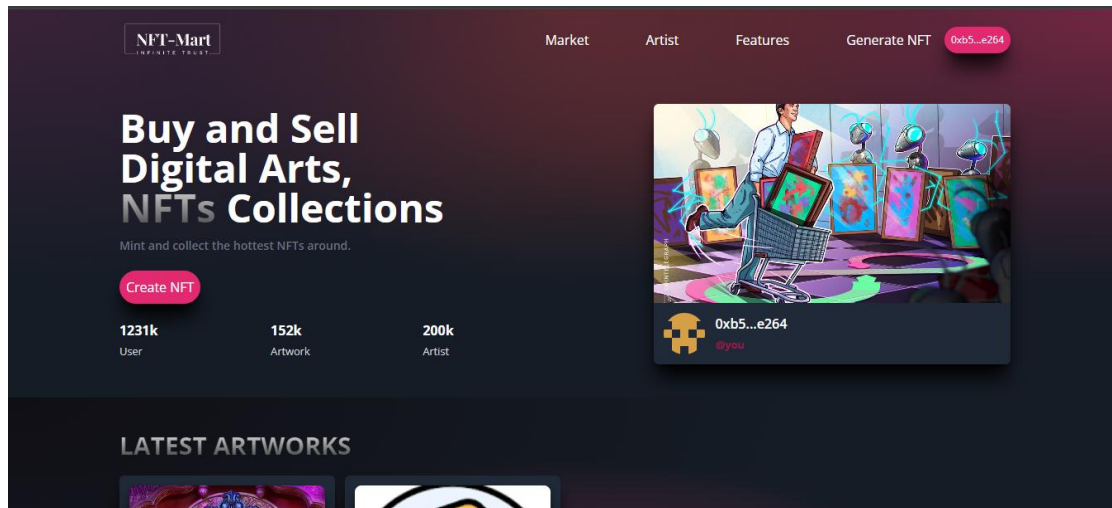 NFT-Mart
INFINITE TRUST
Market
Artist
Features
Generate NFT
0xb5...e264
Buy and Sell
Digital Arts,
NFTs Collections
Mint and collect the hottest NFTs around.
Create NFT
1231k
152k
200k
User
Artwork
Artist
0xb5...e264
@you
LATEST ARTWORKS